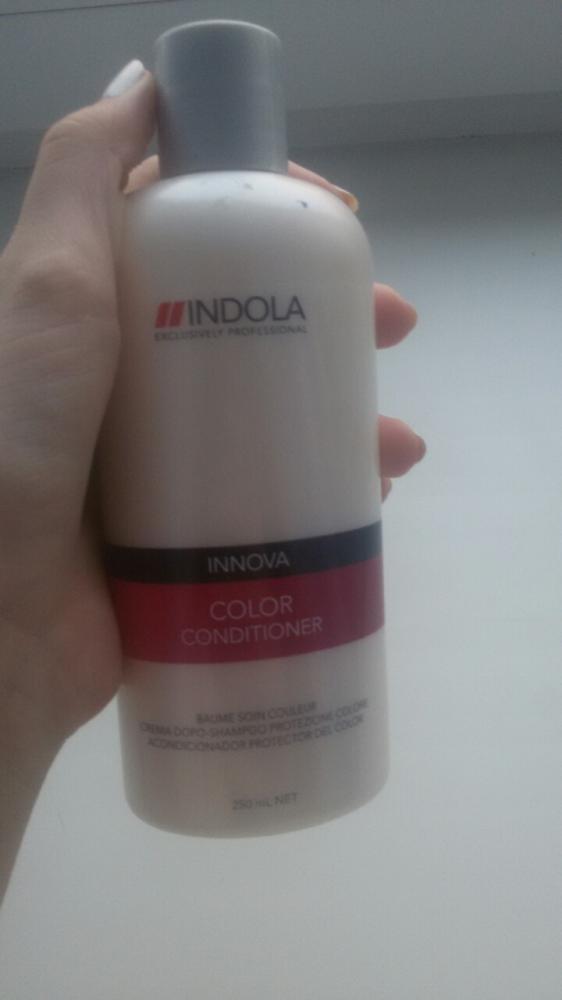 INDOLA
EXCLUSIVELY PROFESSIONAL
INNOVA
COLOR
CONDITIONER
BAUME SOIN COULEUR
CREMA DOPO-SHAMPOO PROTEZIONE COLORE
ACONDICIONADOR PROTECTOR DEL COLOR
250 mL NET